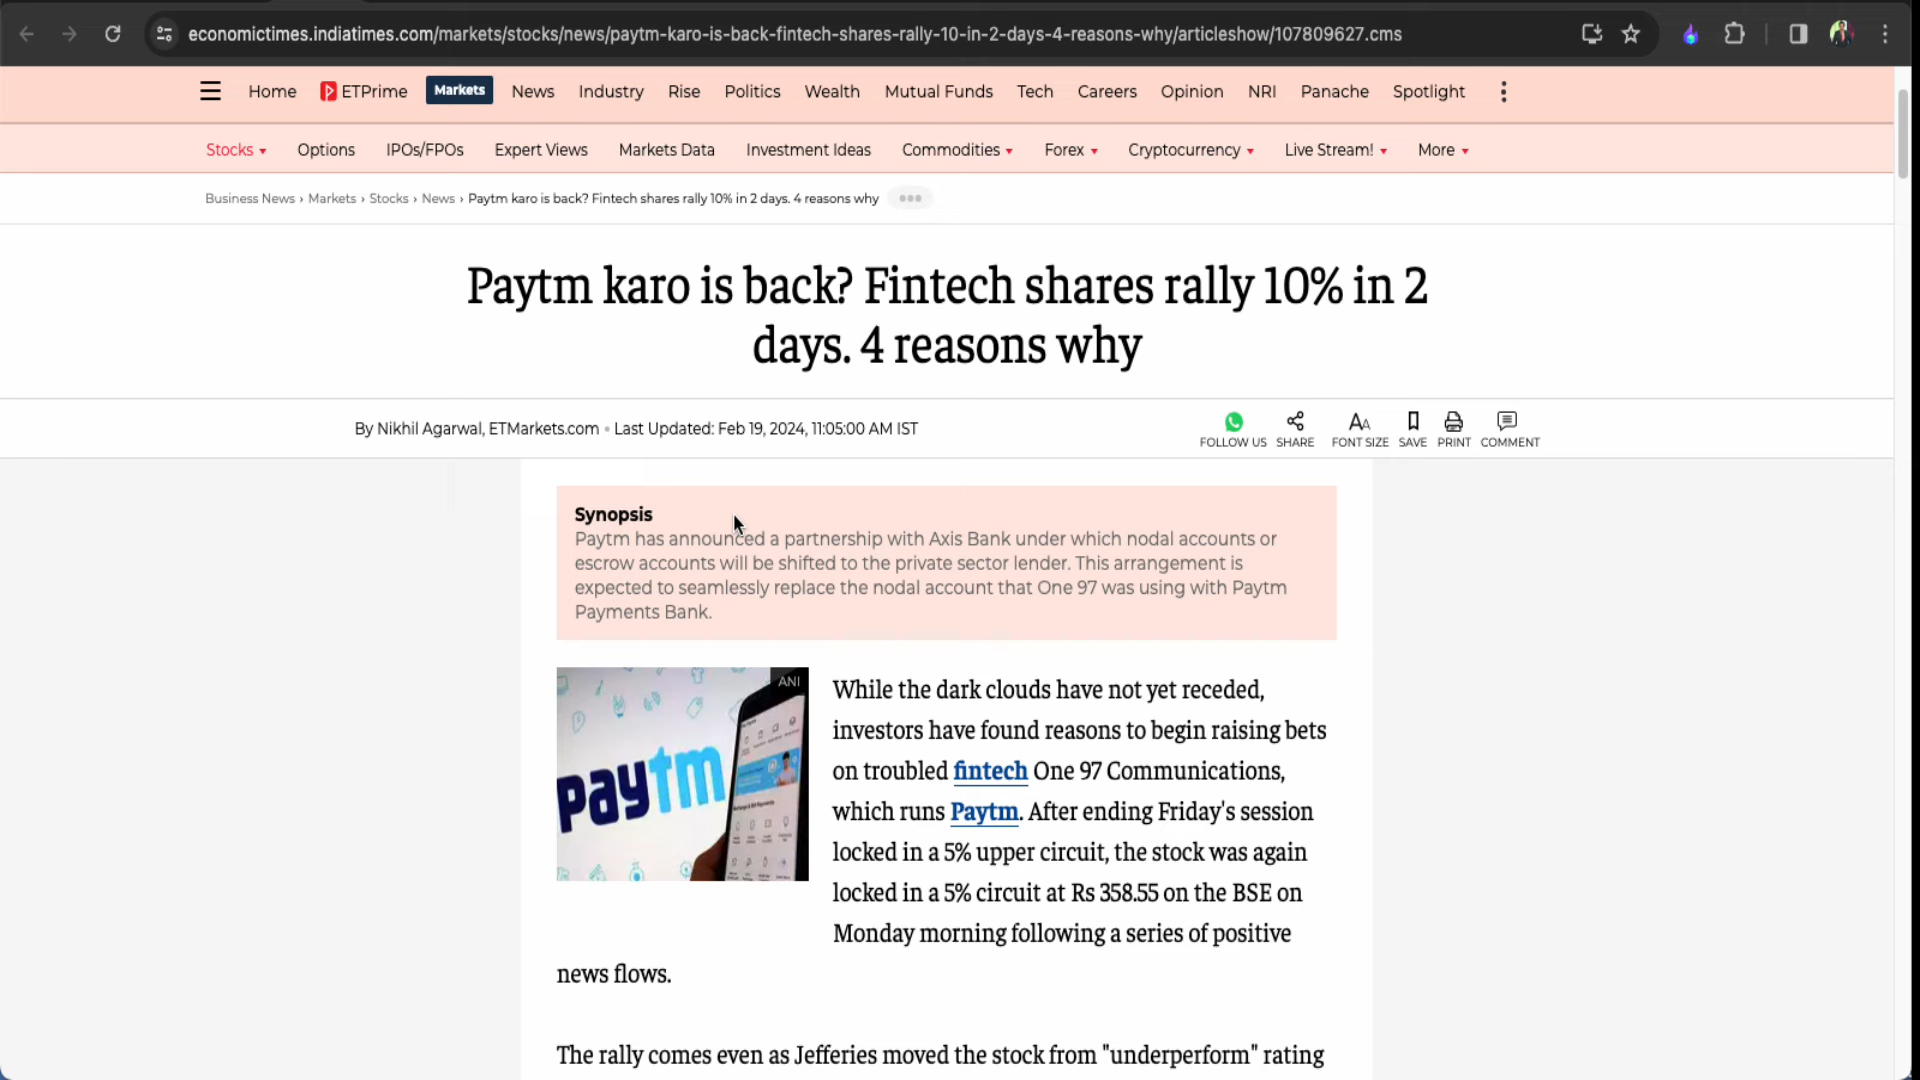 economictimes.indiatimes.com/markets/stocks/news/paytm-karo-is-back-fintech-shares-rally-10-in-2-days-4-reasons-why/articleshow/107809627.cms
Home ETPrime Markets News Industry Rise Politics Wealth Mutual Funds Tech Careers Opinion NRI Panache Spotlight
Stocks Options IPOs/FPOs Expert Views Markets Data Investment Ideas Commodities Forex Cryptocurrency Live Stream! More
Business News › Markets › Stocks › News › Paytm karo is back? Fintech shares rally 10% in 2 days. 4 reasons why
Paytm karo is back? Fintech shares rally 10% in 2
days. 4 reasons why
By Nikhil Agarwal, ETMarkets.com • Last Updated: Feb 19, 2024, 11:05:00 AM IST
FOLLOW US SHARE FONT SIZE SAVE PRINT COMMENT
Synopsis
Paytm has announced a partnership with Axis Bank under which nodal accounts or
escrow accounts will be shifted to the private sector lender. This arrangement is
expected to seamlessly replace the nodal account that One 97 was using with Paytm
Payments Bank.
ANI
paytm
While the dark clouds have not yet receded,
investors have found reasons to begin raising bets
on troubled fintech One 97 Communications,
which runs Paytm. After ending Friday's session
locked in a 5% upper circuit, the stock was again
locked in a 5% circuit at Rs 358.55 on the BSE on
Monday morning following a series of positive
news flows.
The rally comes even as Jefferies moved the stock from "underperform" rating